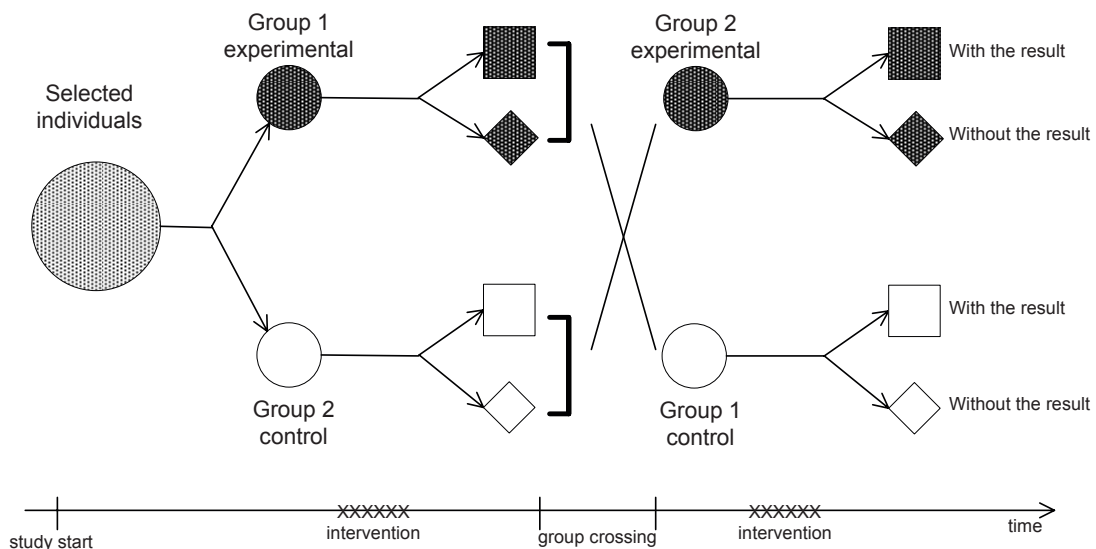 Group 1
experimental
Group 2
experimental
With the result
Selected
individuals
Without the result
With the result
Group 2
control
Group 1
control
Without the result
XXXXXX
XXXXXX
study start
intervention
group crossing
intervention
time